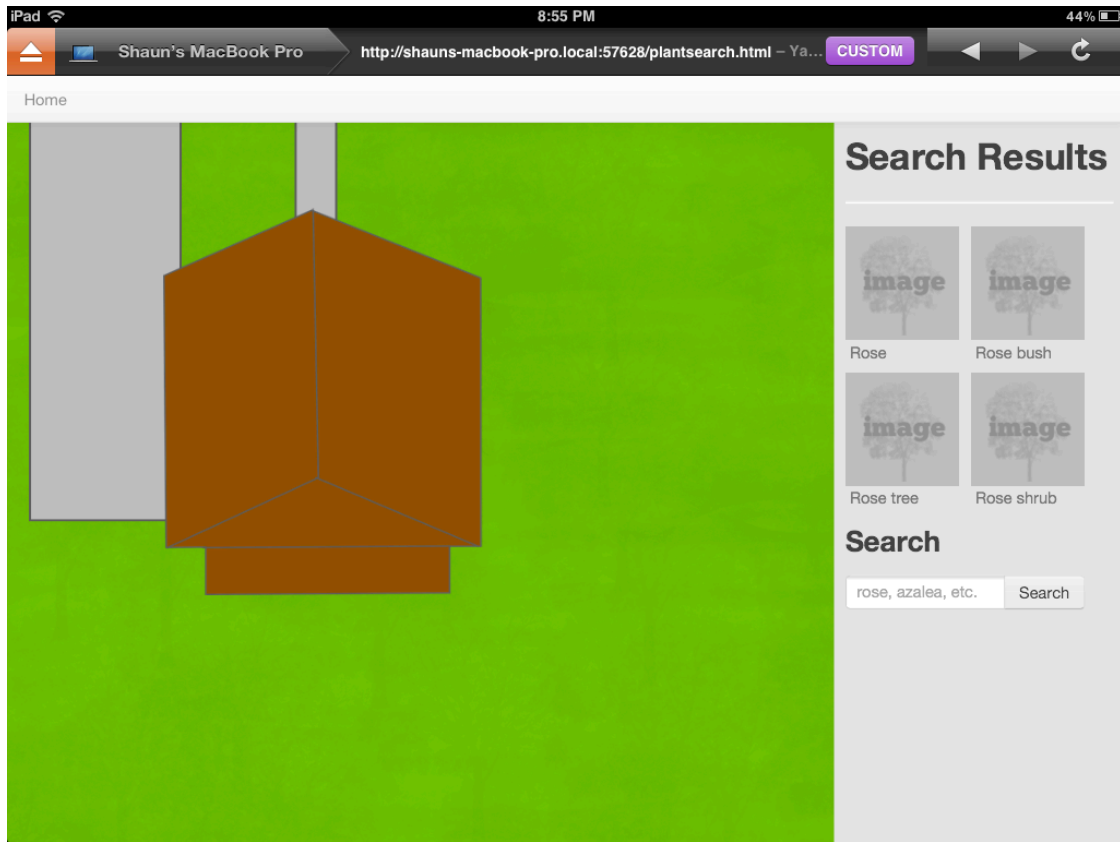 iPad 8:55 PM 44%
Shaun's MacBook Pro http://shauns-macbook-pro.local:57628/plantsearch.html – Ya... CUSTOM
Home
Search Results
image image
Rose Rose bush
image image
Rose tree Rose shrub
Search
rose, azalea, etc. Search